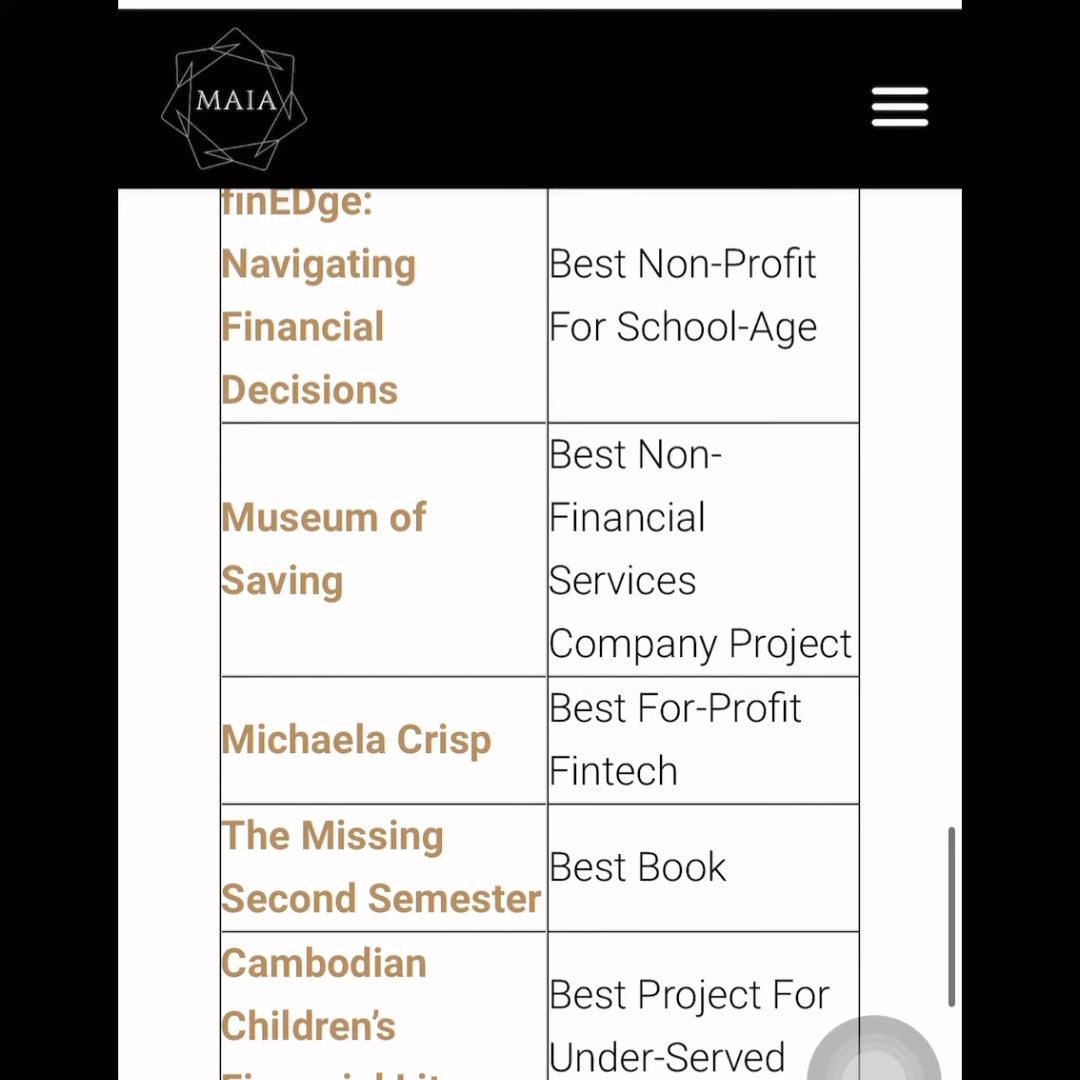 MAIA
finEDge:
Navigating
Financial
Decisions
Best Non-Profit
For School-Age
Museum of
Saving
Best Non-
Financial
Services
Company Project
Michaela Crisp
Best For-Profit
Fintech
The Missing
Second Semester
Best Book
Cambodian
Children’s
Best Project For
Under-Served